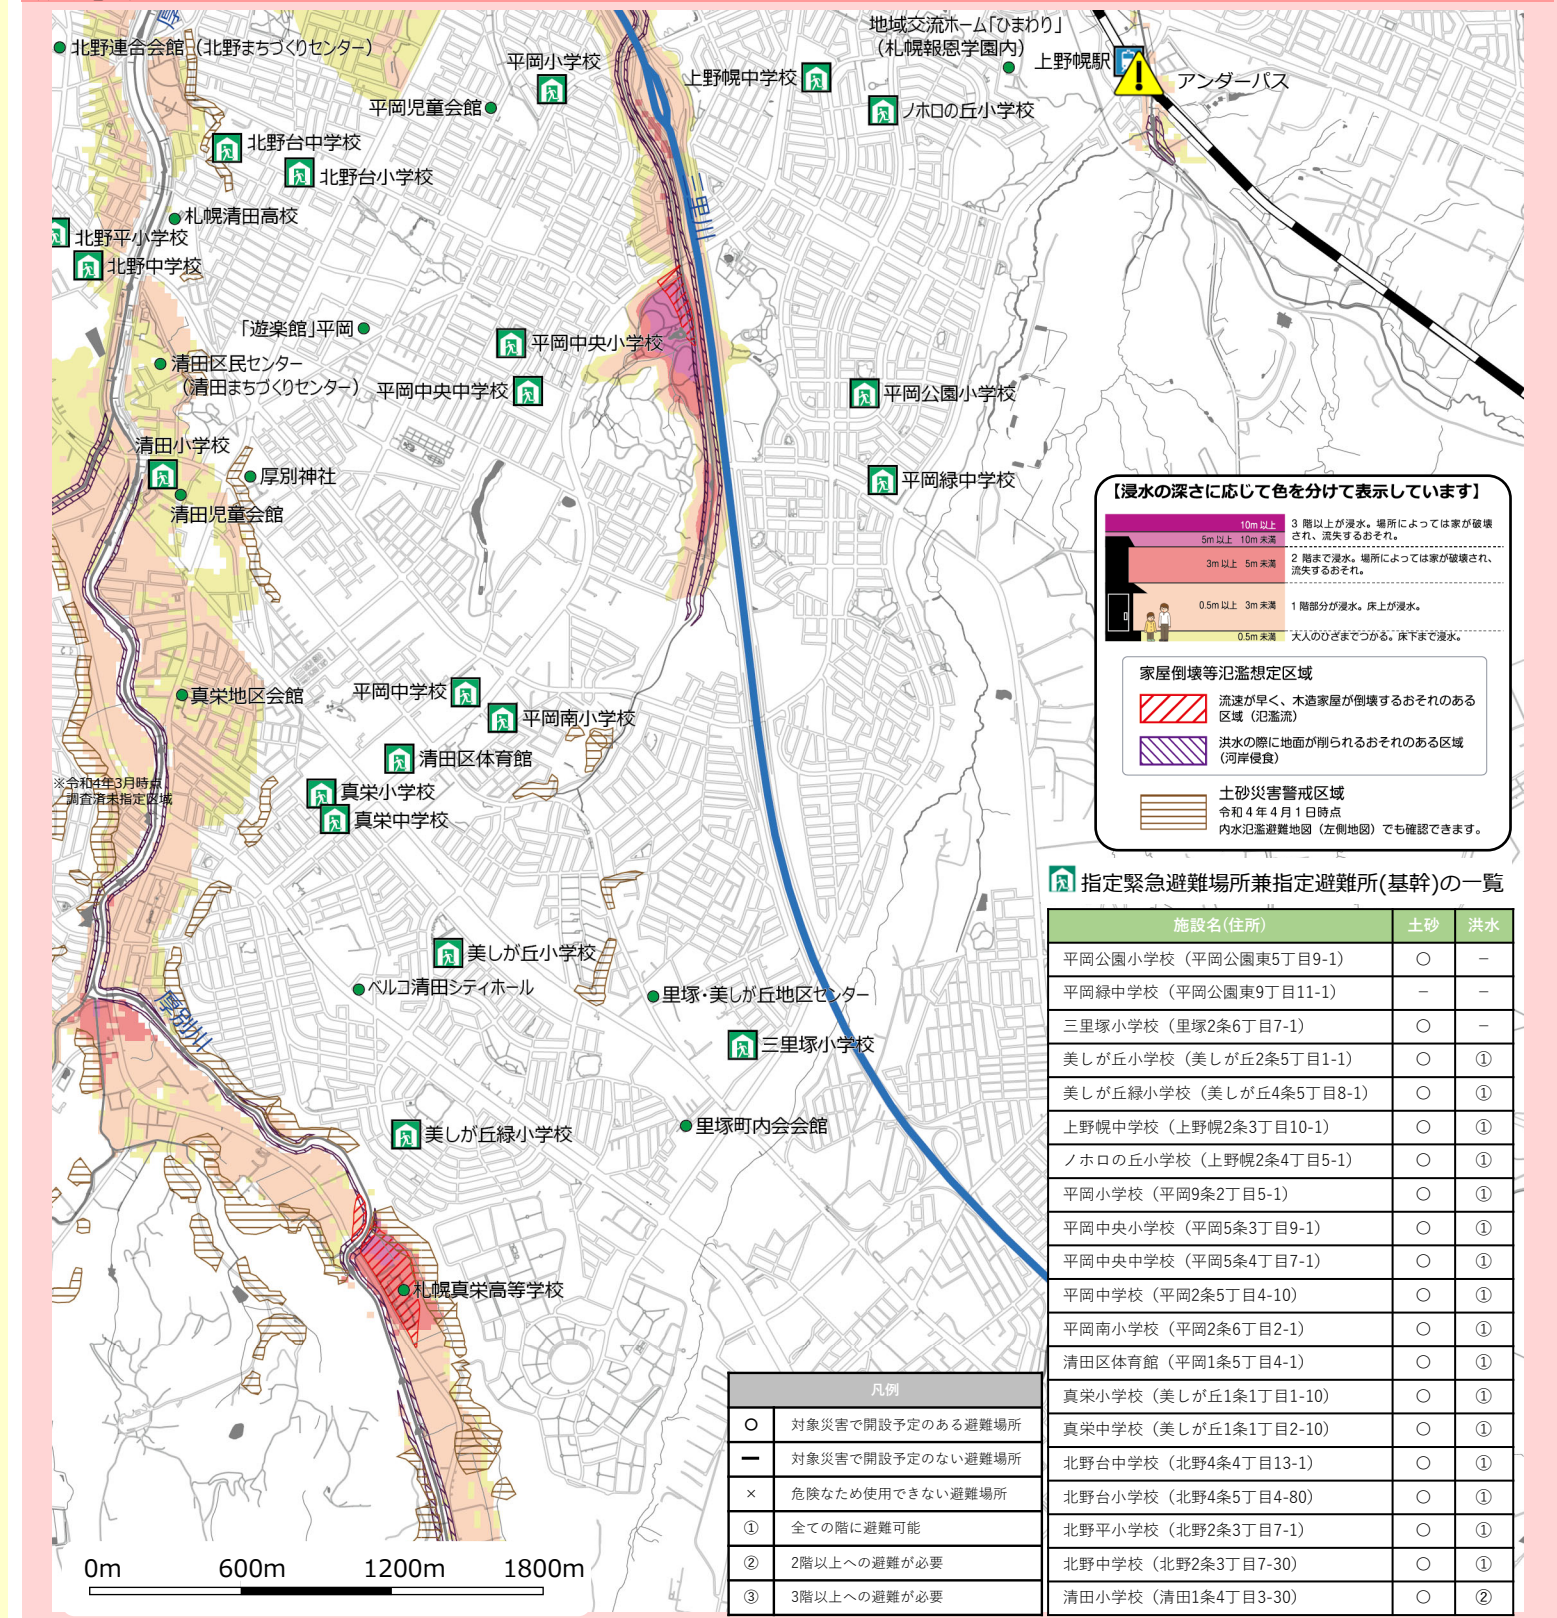 北野連合会館(北野まちづくりセンター)
平岡小学校
平岡児童会館
上野幌中学校
地域交流ホーム「ひまわり」
(札幌報恩学園内)
上野幌駅
アンダーパス
ノホロの丘小学校
北野台中学校
北野台小学校
札幌清田高校
北野平小学校
北野中学校
三里川
「遊楽館」平岡
平岡中央小学校
清田区民センター
(清田まちづくりセンター)
平岡中央中学校
平岡公園小学校
清田小学校
厚別神社
清田児童会館
平岡緑中学校
真栄地区会館
平岡中学校
平岡南小学校
清田区体育館
真栄小学校
真栄中学校
※令和4年3月時点
調査済未指定区域
美しが丘小学校
ベルコ清田シティホール
厚別川
里塚・美しが丘地区センター
三里塚小学校
美しが丘緑小学校
里塚町内会会館
札幌真栄高等学校
【浸水の深さに応じて色を分けて表示しています】
10m以上
5m以上 10m未満
3階以上が浸水。場所によっては家が破壊
され、流失するおそれ。
3m以上 5m未満
2階まで浸水。場所によっては家が破壊され、
流失するおそれ。
0.5m以上 3m未満
1階部分が浸水。床上が浸水。
0.5m未満
大人のひざまでつかる。床下まで浸水。
家屋倒壊等氾濫想定区域
流速が早く、木造家屋が倒壊するおそれのある
区域(氾濫流)
洪水の際に地面が削られるおそれのある区域
(河岸侵食)
土砂災害警戒区域
令和4年4月1日時点
内水氾濫避難地図(左側地図)でも確認できます。
指定緊急避難場所兼指定避難所(基幹)の一覧
施設名(住所) 土砂 洪水
平岡公園小学校(平岡公園東5丁目9-1) ○ −
平岡緑中学校(平岡公園東9丁目11-1) − −
三里塚小学校(里塚2条6丁目7-1) ○ −
美しが丘小学校(美しが丘2条5丁目1-1) ○ ①
美しが丘緑小学校(美しが丘4条5丁目8-1) ○ ①
上野幌中学校(上野幌2条3丁目10-1) ○ ①
ノホロの丘小学校(上野幌2条4丁目5-1) ○ ①
平岡小学校(平岡9条2丁目5-1) ○ ①
平岡中央小学校(平岡5条3丁目9-1) ○ ①
平岡中央中学校(平岡5条4丁目7-1) ○ ①
平岡中学校(平岡2条5丁目4-10) ○ ①
平岡南小学校(平岡2条6丁目2-1) ○ ①
清田区体育館(平岡1条5丁目4-1) ○ ①
真栄小学校(美しが丘1条1丁目1-10) ○ ①
真栄中学校(美しが丘1条1丁目2-10) ○ ①
北野台中学校(北野4条4丁目13-1) ○ ①
北野台小学校(北野4条5丁目4-80) ○ ①
北野平小学校(北野2条3丁目7-1) ○ ①
北野中学校(北野2条3丁目7-30) ○ ①
清田小学校(清田1条4丁目3-30) ○ ②
凡例
○ 対象災害で開設予定のある避難場所
ー 対象災害で開設予定のない避難場所
× 危険なため使用できない避難場所
① 全ての階に避難可能
② 2階以上への避難が必要
③ 3階以上への避難が必要
0m 600m 1200m 1800m